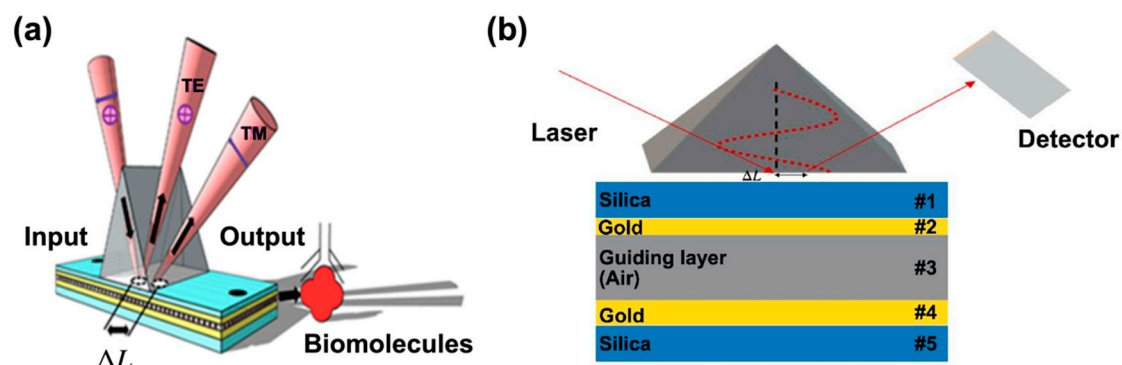 (a)
TE
TM
Input
Output
Biomolecules
ΔL
(b)
Laser
Detector
ΔL
Silica #1
Gold #2
Guiding layer
(Air) #3
Gold #4
Silica #5